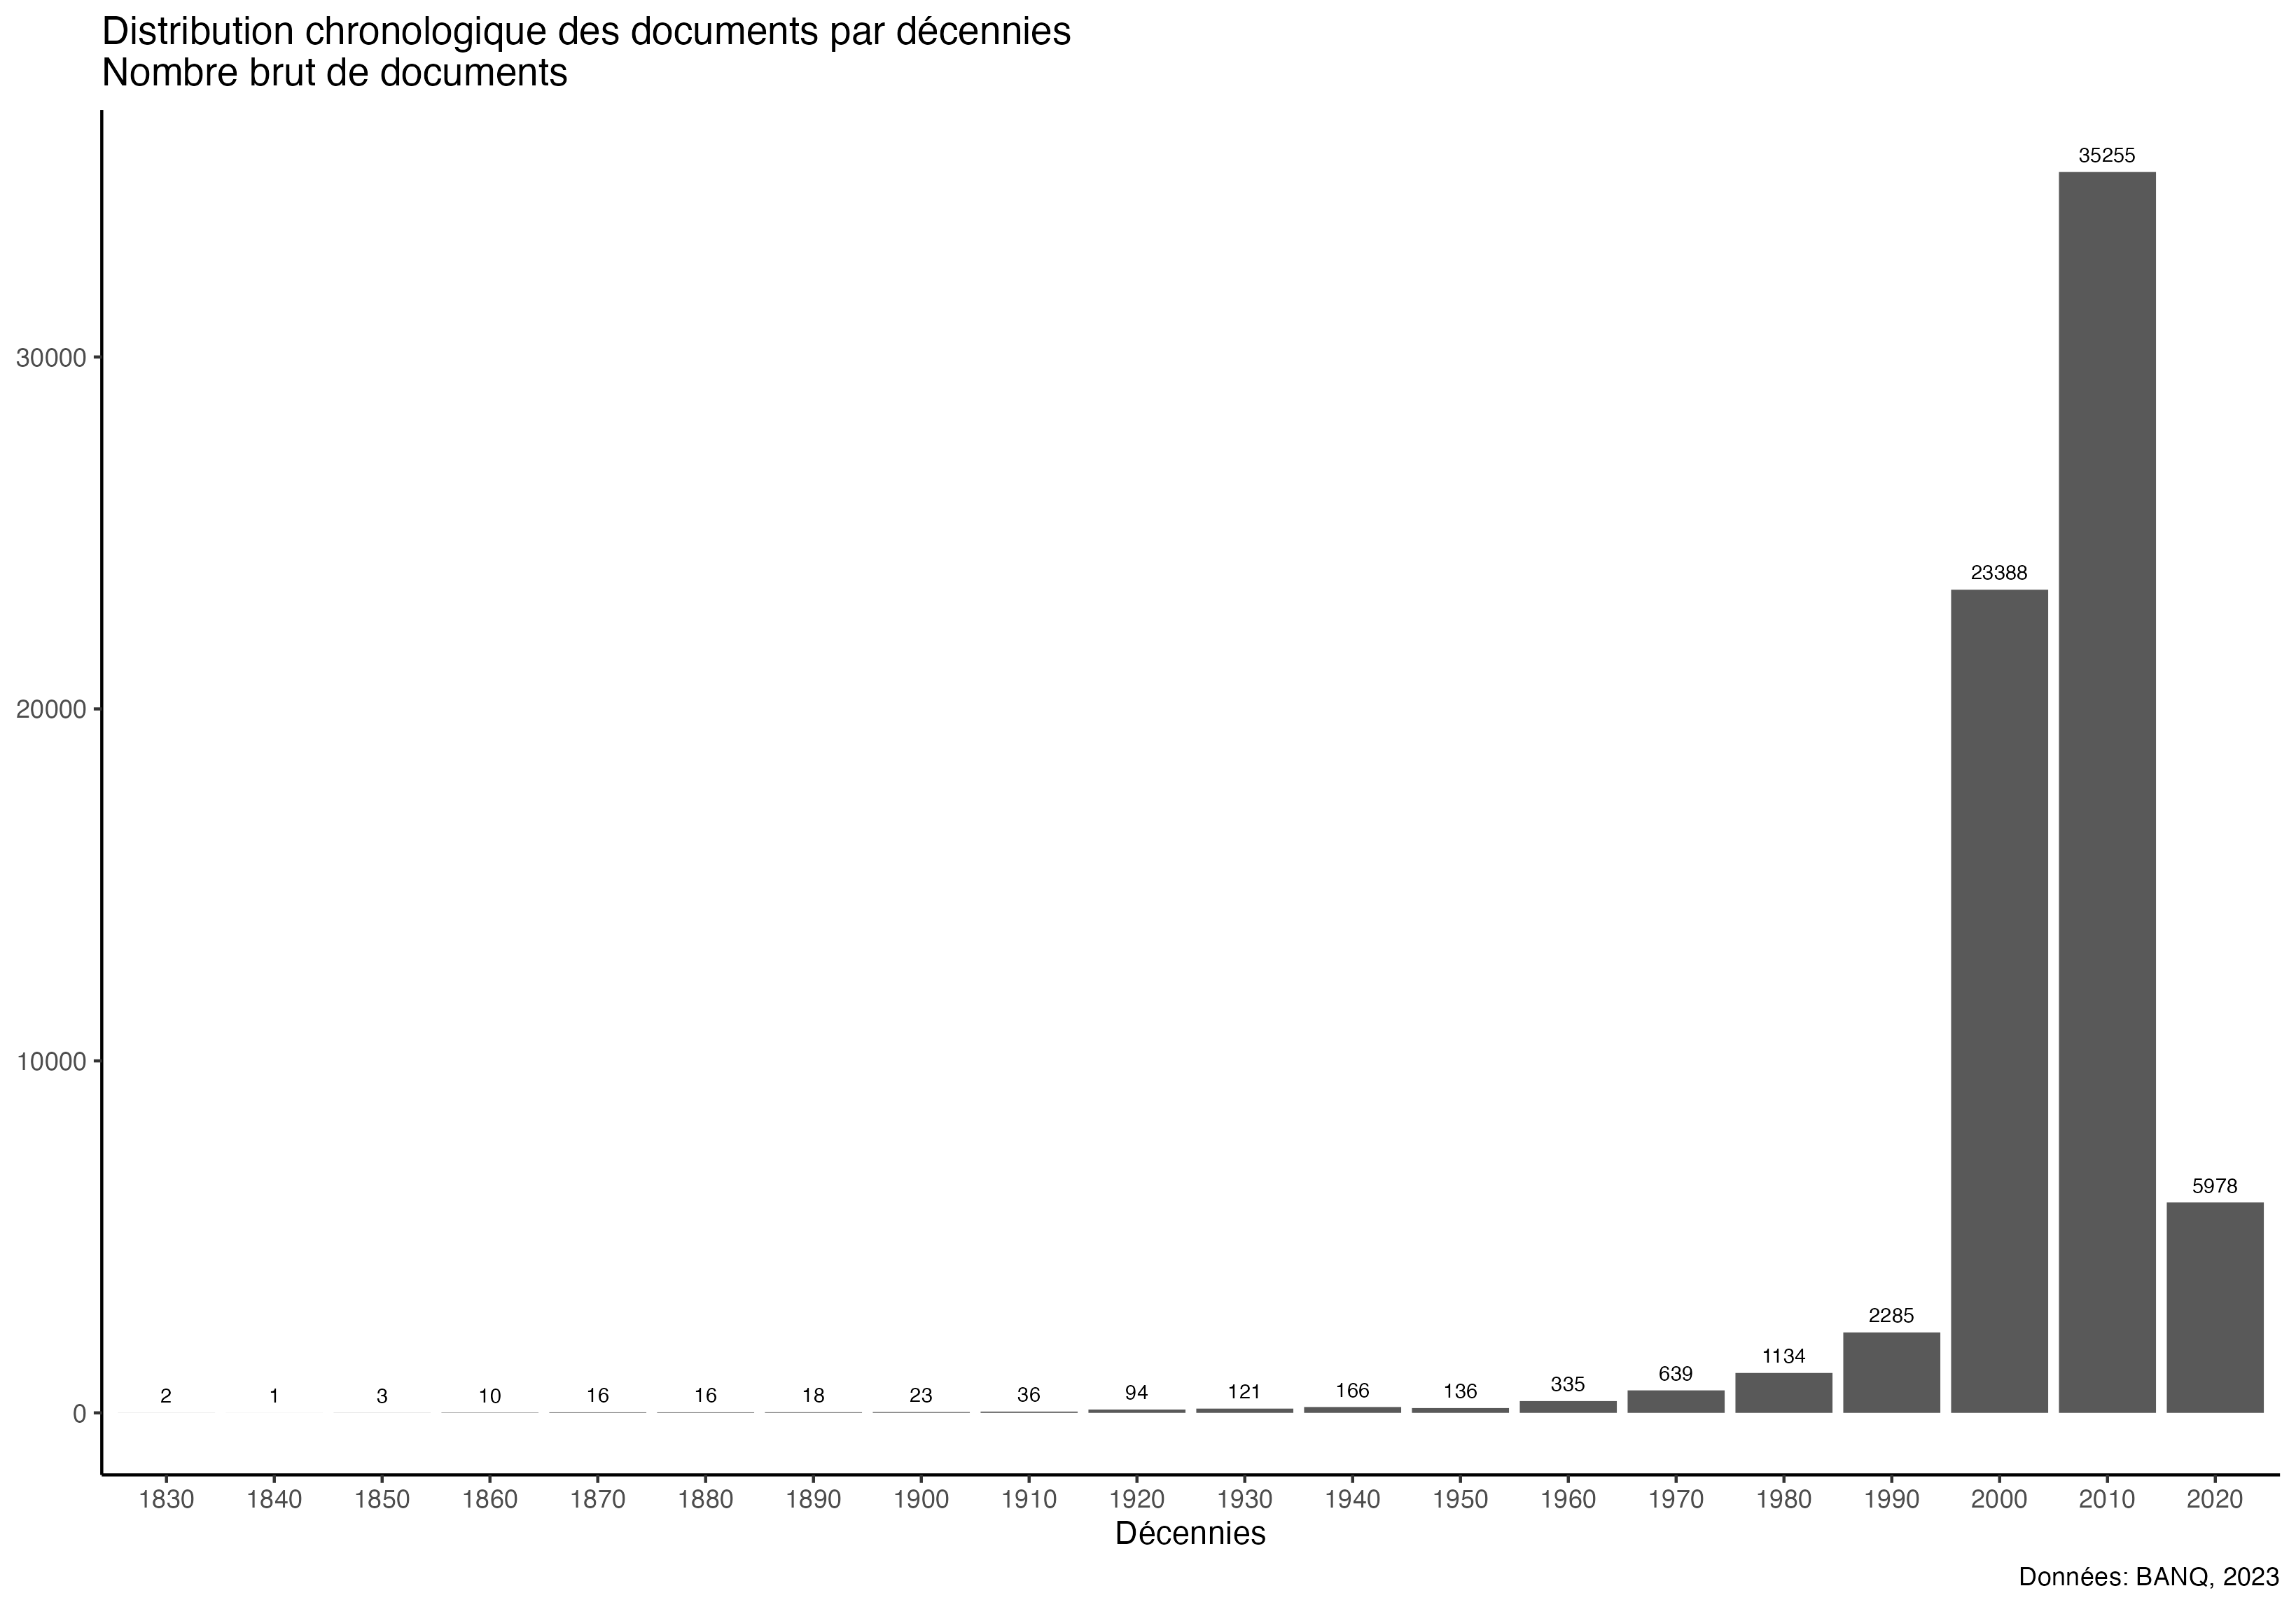 Distribution chronologique des documents par décennies
Nombre brut de documents
35255
30000
23388
20000
10000
5978
2285
1134
639
335
2 1 3 10 16 16 18 23 36 94 121 166 136
0
1830 1840 1850 1860 1870 1880 1890 1900 1910 1920 1930 1940 1950 1960 1970 1980 1990 2000 2010 2020
Décennies
Données: BANQ, 2023